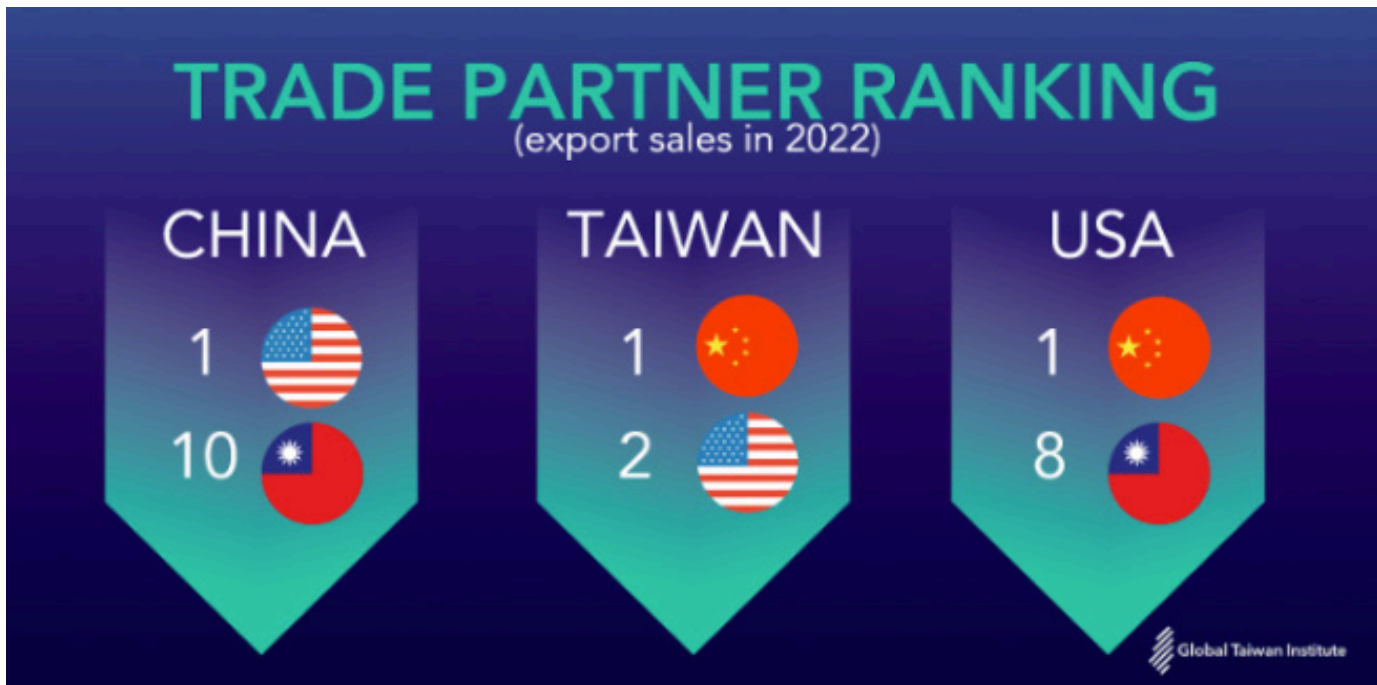 TRADE PARTNER RANKING
(export sales in 2022)
CHINA
1
10
TAIWAN
1
2
USA
1
8
Global Taiwan Institute